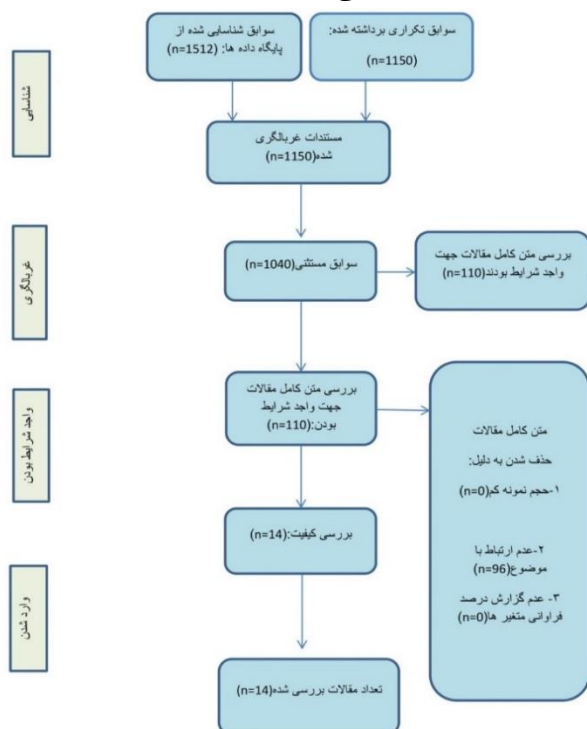 سوابق شناسایی شده از
پایگاه داده ها: (n=1512)
سوابق تکراری برداشته شده:
(n=1150)
شناسایی
مستندات غربالگری
شده(n=1150)
غربالگری
سوابق مستثنی(n=1040)
بررسی متن کامل مقالات جهت
واجد شرایط بودند(n=110)
واجد شرایط بودن
بررسی متن کامل مقالات
جهت واجد شرایط
بودن:(n=110)
متن کامل مقالات
حذف شدن به دلیل:
۱-حجم نمونه کم(n=0)
۲-عدم ارتباط با
موضوع(n=96)
۳- عدم گزارش درصد
فراوانی متغیر ها(n=0)
بررسی کیفیت:(n=14)
وارد شدن
تعداد مقالات بررسی شده(n=14)